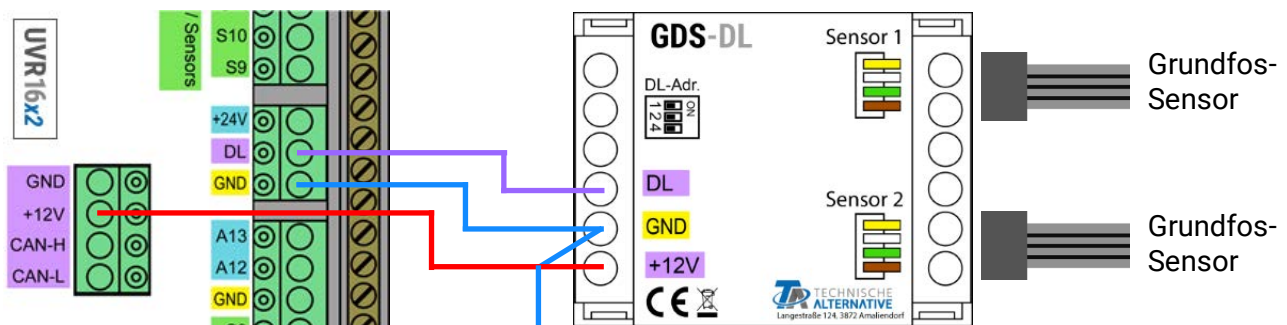 UVR16x2
GND
+12V
CAN-H
CAN-L
/ Sensors
S10
S9
+24V
DL
GND
A13
A12
GND
GDS-DL
DL-Adr.
ON
1 2 4
DL
GND
+12V
CE
Sensor 1
Sensor 2
TA TECHNISCHE
ALTERNATIVE
Langestraße 124, 3872 Amaliendorf
Grundfos-
Sensor
Grundfos-
Sensor